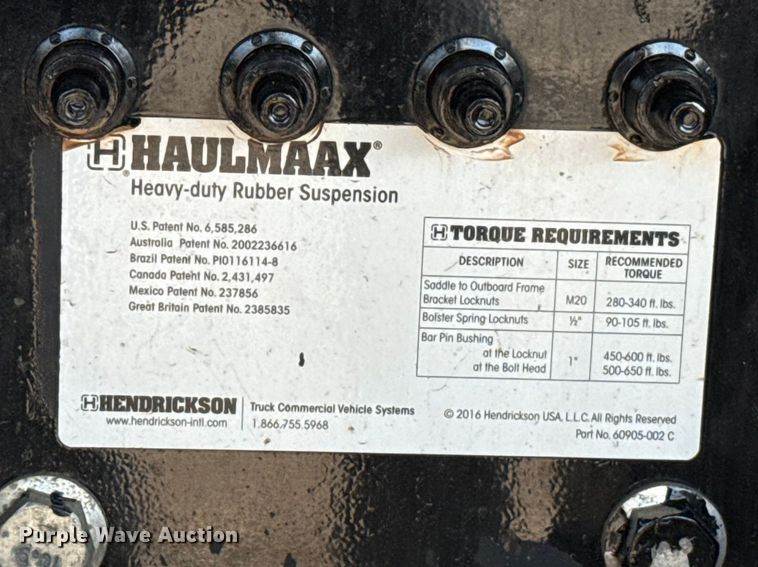 H HAULMAAX®
Heavy-duty Rubber Suspension
U.S. Patent No. 6,585,286
Australia Patent No. 2002236616
Brazil Patent No. PI0116114-8
Canada Patent No. 2,431,497
Mexico Patent No. 237856
Great Britain Patent No. 2385835
H TORQUE REQUIREMENTS
DESCRIPTION SIZE RECOMMENDED TORQUE
Saddle to Outboard Frame
Bracket Locknuts M20 280-340 ft. lbs.
Bolster Spring Locknuts ½" 90-105 ft. lbs.
Bar Pin Bushing
at the Locknut 1" 450-600 ft. lbs.
at the Bolt Head 500-650 ft. lbs.
H HENDRICKSON
www.hendrickson-intl.com
Truck Commercial Vehicle Systems
1.866.755.5968
© 2016 Hendrickson USA, L.L.C. All Rights Reserved
Part No. 60905-002 C
Purple Wave Auction